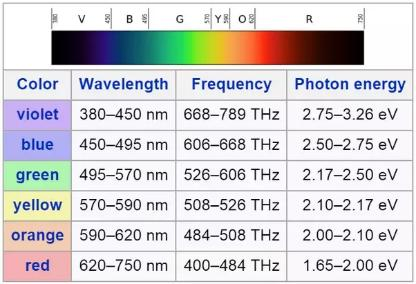 380 V 450 B 495 G 570 Y 590 O 620 R 750
Color Wavelength Frequency Photon energy
violet 380–450 nm 668–789 THz 2.75–3.26 eV
blue 450–495 nm 606–668 THz 2.50–2.75 eV
green 495–570 nm 526–606 THz 2.17–2.50 eV
yellow 570–590 nm 508–526 THz 2.10–2.17 eV
orange 590–620 nm 484–508 THz 2.00–2.10 eV
red 620–750 nm 400–484 THz 1.65–2.00 eV